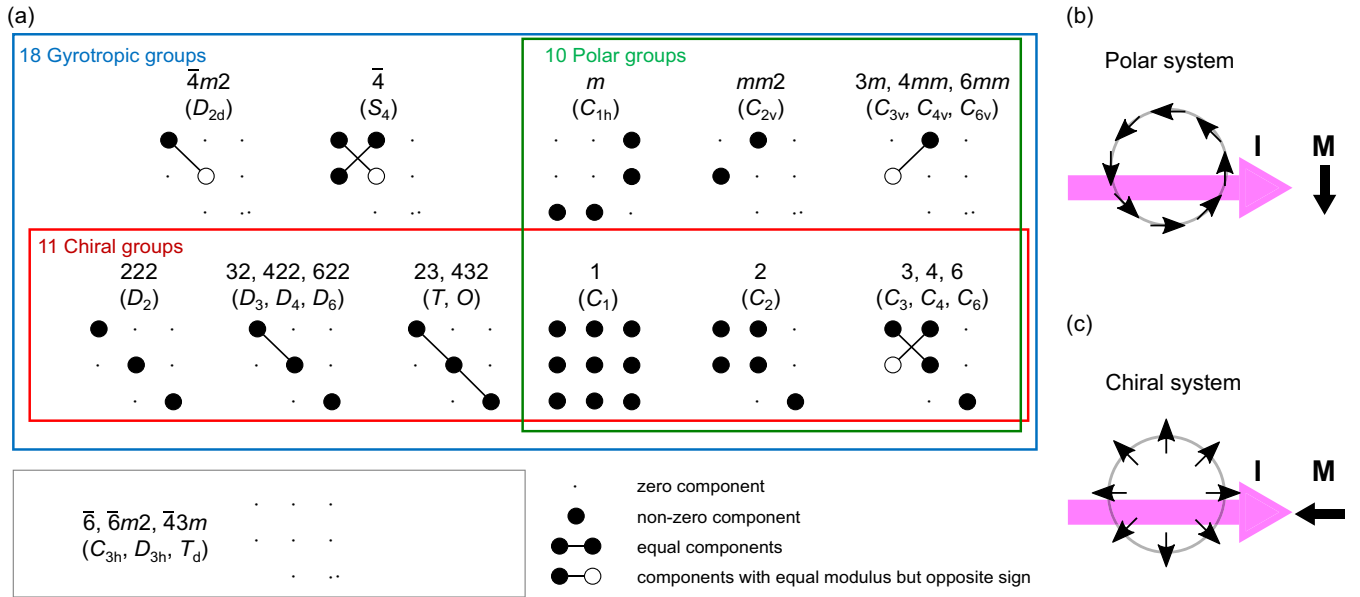 (a)
18 Gyrotropic groups
10 Polar groups
4̅m2
(D2d)
4̅
(S4)
m
(C1h)
mm2
(C2v)
3m, 4mm, 6mm
(C3v, C4v, C6v)
11 Chiral groups
222
(D2)
32, 422, 622
(D3, D4, D6)
23, 432
(T, O)
1
(C1)
2
(C2)
3, 4, 6
(C3, C4, C6)
6̅, 6̅m2, 4̅3m
(C3h, D3h, Td)
zero component
non-zero component
equal components
components with equal modulus but opposite sign
(b)
Polar system
I
M
(c)
Chiral system
I
M